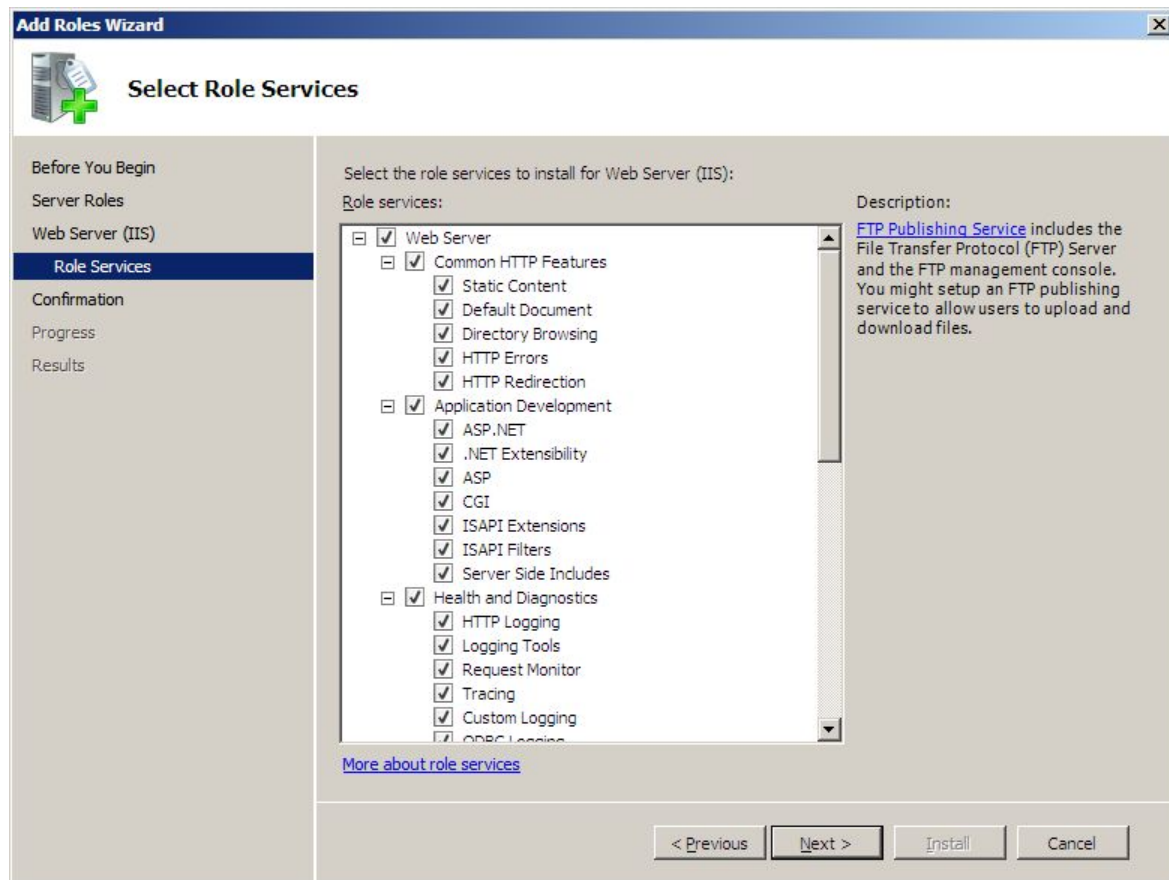 Add Roles Wizard
Select Role Services
Before You Begin
Server Roles
Web Server (IIS)
Role Services
Confirmation
Progress
Results
Select the role services to install for Web Server (IIS):
Role services:
Web Server
Common HTTP Features
Static Content
Default Document
Directory Browsing
HTTP Errors
HTTP Redirection
Application Development
ASP.NET
.NET Extensibility
ASP
CGI
ISAPI Extensions
ISAPI Filters
Server Side Includes
Health and Diagnostics
HTTP Logging
Logging Tools
Request Monitor
Tracing
Custom Logging
ODBC Logging
More about role services
Description:
FTP Publishing Service includes the
File Transfer Protocol (FTP) Server
and the FTP management console.
You might setup an FTP publishing
service to allow users to upload and
download files.
< Previous
Next >
Install
Cancel